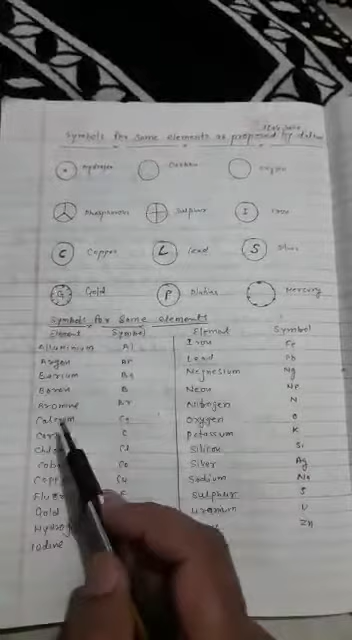 Symbols for Some elements as proposed by dalton
Hydrogen Carbon oxygen
Phosphorus Sulphur I Iron
C Copper L lead S Silver
G Gold P Platina Mercury
Symbols for Some elements
Element Symbol Element Symbol
Alluminium Al Iron Fe
Argon Ar Lead Pb
Barium Ba Megnesium Mg
Boron B Neon Ne
Bromine Br Nitrogen N
Calcium Ca Oxygen O
C Potassium K
Cl Silicon Si
Co Silver Ag
Cu Sodium Na
F Sulphur S
Gold Uranium U
Hydrog Zn
Iodine